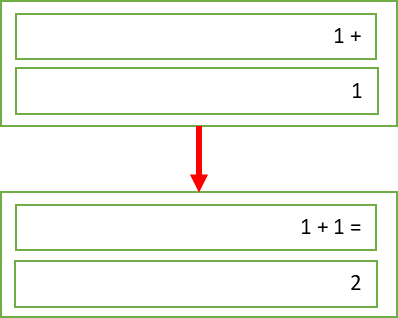 1 +
1
1 + 1 =
2